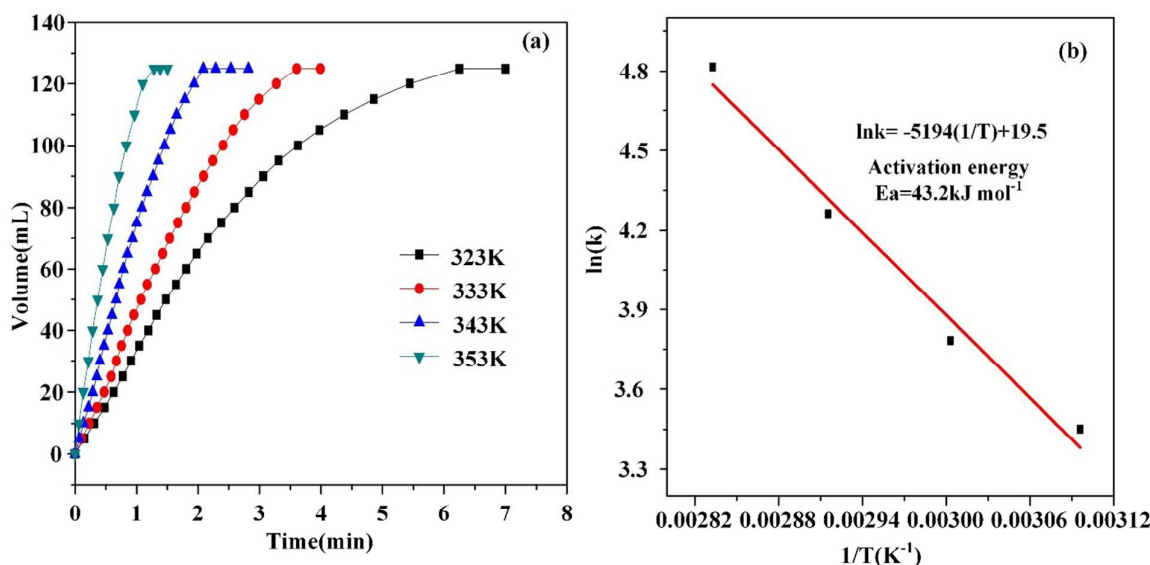 (a)
140
120
100
80
60
40
20
0
Volume(mL)
323K
333K
343K
353K
0 1 2 3 4 5 6 7 8
Time(min)
(b)
4.8
4.5
4.2
3.9
3.6
3.3
ln(k)
lnk= -5194(1/T)+19.5
Activation energy
Ea=43.2kJ mol⁻¹
0.00282 0.00288 0.00294 0.00300 0.00306 0.00312
1/T(K⁻¹)